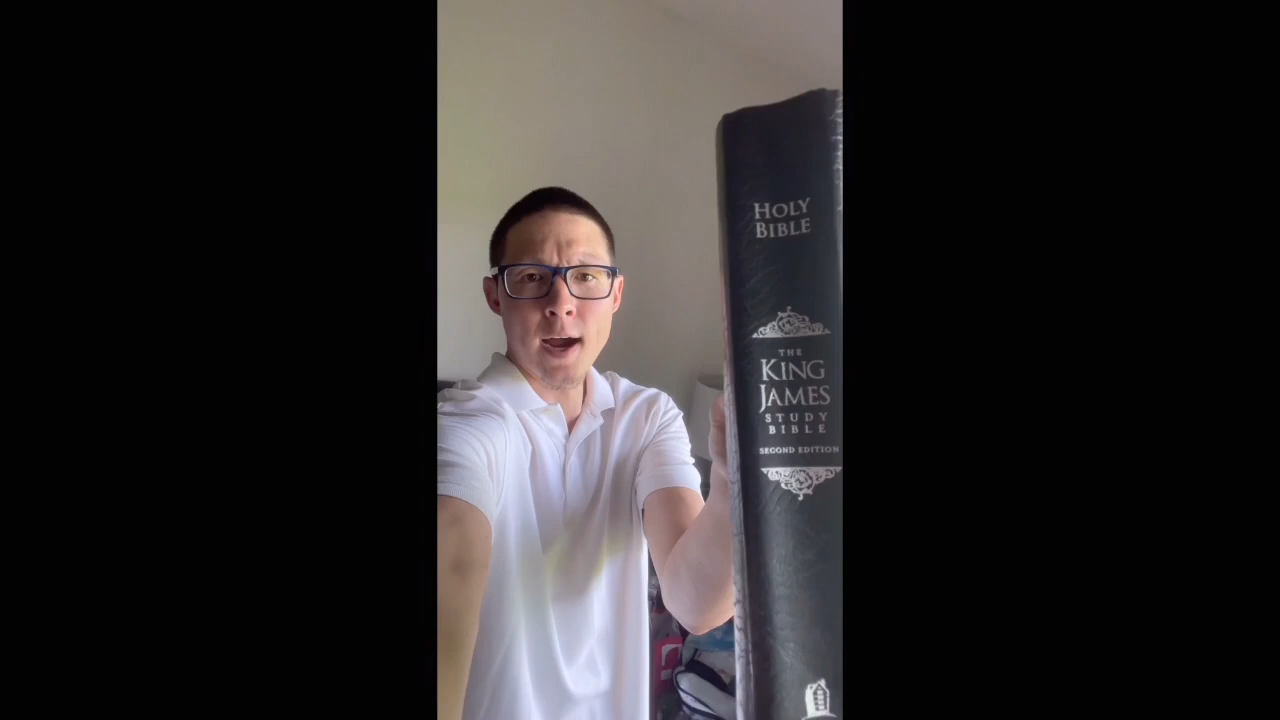 HOLY
BIBLE
THE
KING
JAMES
STUDY
BIBLE
SECOND EDITION